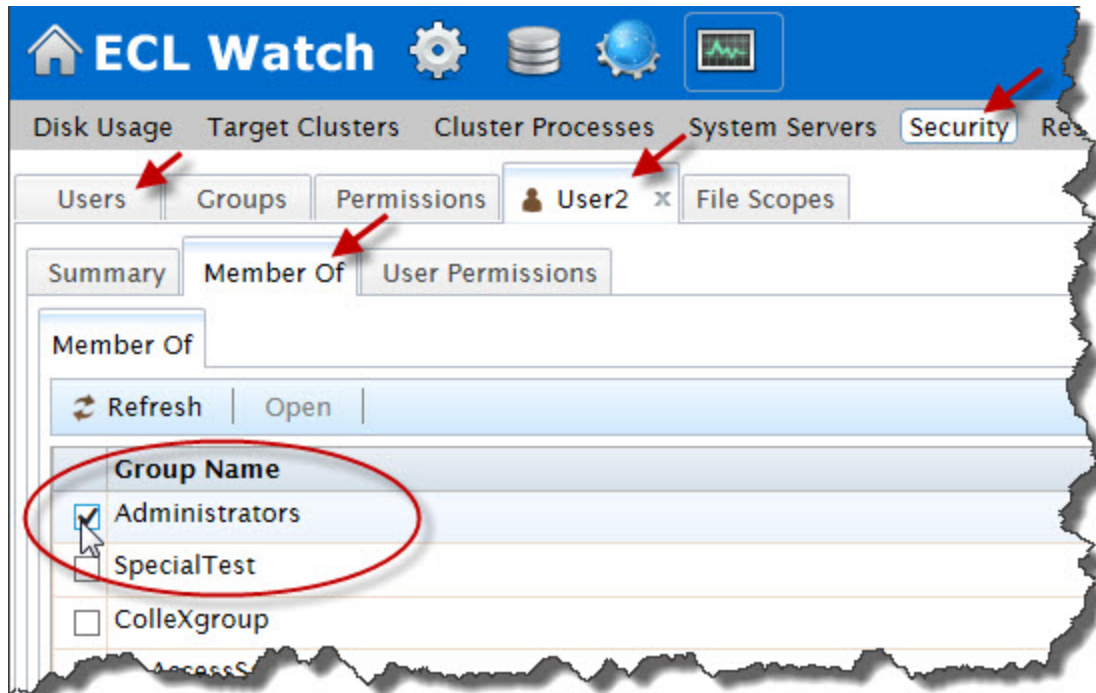 ECL Watch
Disk Usage Target Clusters Cluster Processes System Servers Security
Users Groups Permissions User2 x File Scopes
Summary Member Of User Permissions
Member Of
Refresh Open
Group Name
Administrators
SpecialTest
ColleXgroup